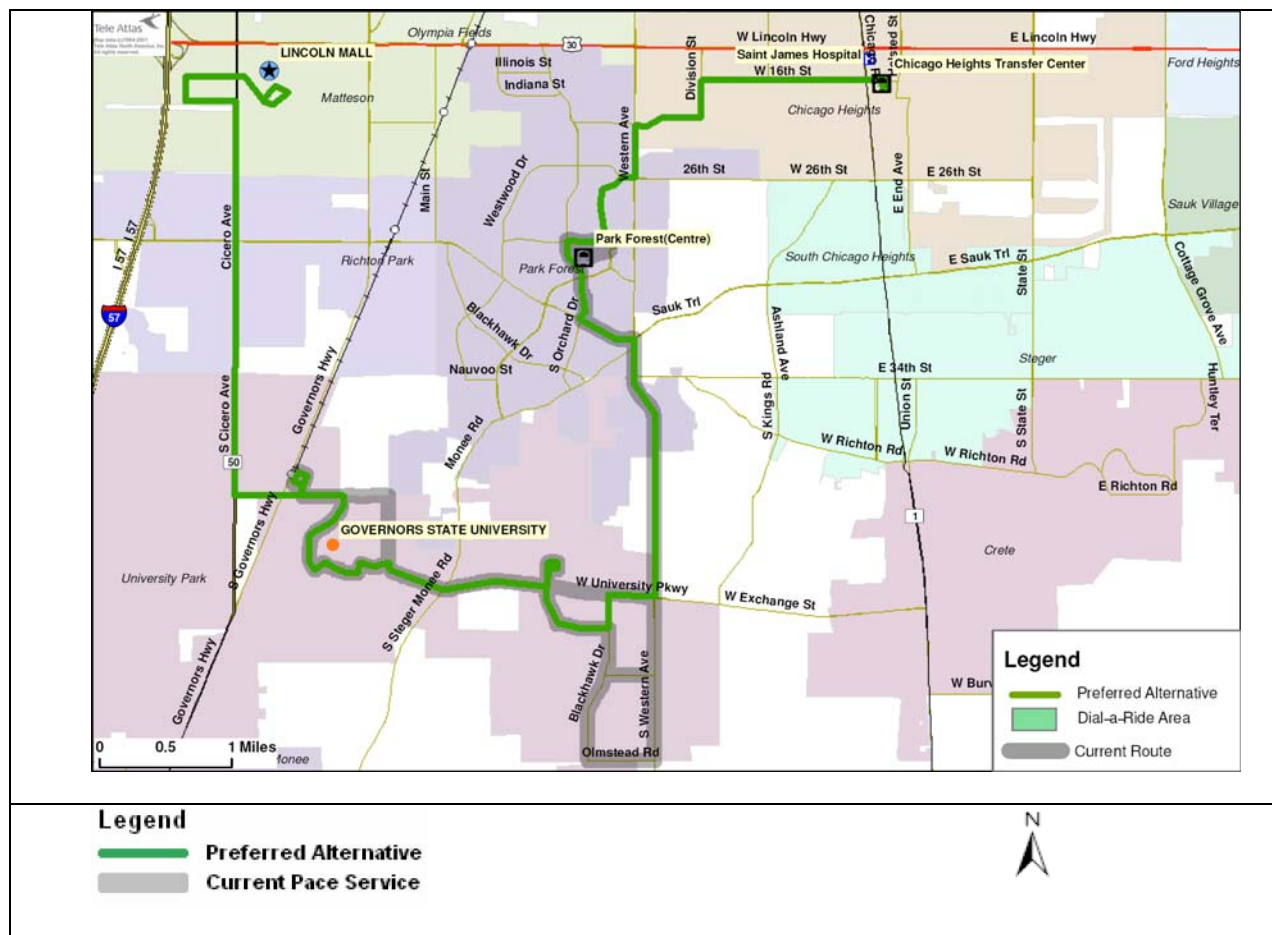 Tele Atlas
Olympia Fields
30
W Lincoln Hwy
E Lincoln Hwy
LINCOLN MALL
Illinois St
Indiana St
Division St
Saint James Hospital
W 16th St
Chicago Heights Transfer Center
Ford Heights
Matteson
Chicago Heights
Western Ave
Westwood Dr
Main St
26th St
W 26th St
E 26th St
E End Ave
Sauk Village
Cicero Ave
I 57
I 57
57
Park Forest(Centre)
Richton Park
Park Forest
South Chicago Heights
E Sauk Trl
State St
Cottage Grove Ave
Sauk Trl
Blackhawk Dr
S Orchard Dr
Ashland Ave
Governors Hwy
Nauvoo St
E 34th St
Steger
Union St
Huntley Ter
S Cicero Ave
50
Monee Rd
S Kings Rd
W Richton Rd
W Richton Rd
S State St
E Richton Rd
S Governors Hwy
GOVERNORS STATE UNIVERSITY
1
Crete
University Park
W University Pkwy
W Exchange St
S Steger Monee Rd
Governors Hwy
Blackhawk Dr
S Western Ave
Olmstead Rd
W Burv
0 0.5 1 Miles
Legend
Preferred Alternative
Dial-a-Ride Area
Current Route
Legend
Preferred Alternative
Current Pace Service
N